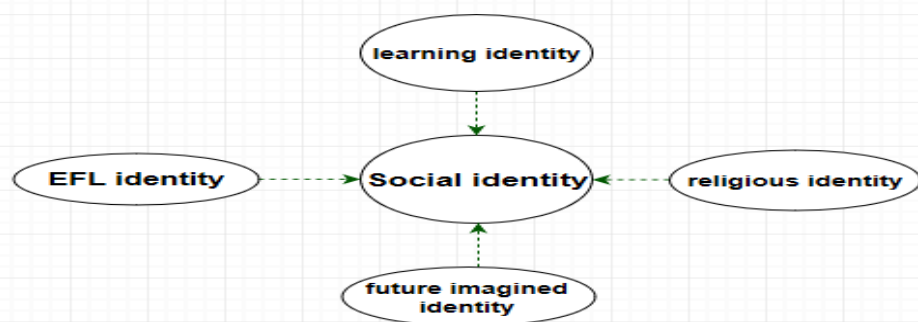 learning identity
EFL identity
Social identity
religious identity
future imagined
identity